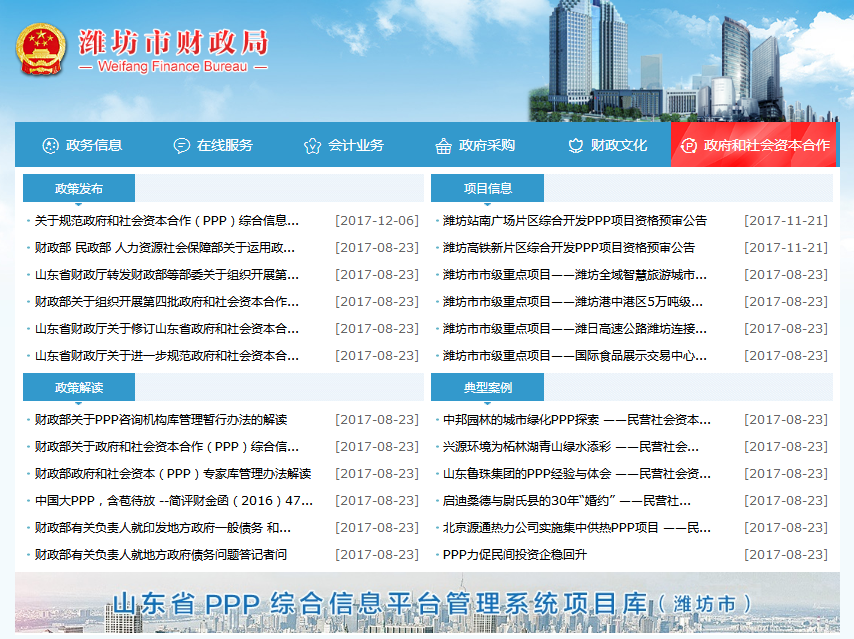 潍坊市财政局
Weifang Finance Bureau
政务信息 在线服务 会计业务 政府采购 财政文化 政府和社会资本合作
政策发布
关于规范政府和社会资本合作（PPP）综合信息... [2017-12-06]
财政部 民政部 人力资源社会保障部关于运用政... [2017-08-23]
山东省财政厅转发财政部等部委关于组织开展第... [2017-08-23]
财政部关于组织开展第四批政府和社会资本合作... [2017-08-23]
山东省财政厅关于修订山东省政府和社会资本合... [2017-08-23]
山东省财政厅关于进一步规范政府和社会资本合... [2017-08-23]
项目信息
潍坊站南广场片区综合开发PPP项目资格预审公告 [2017-11-21]
潍坊高铁新片区综合开发PPP项目资格预审公告 [2017-11-21]
潍坊市市级重点项目——潍坊全域智慧旅游城市... [2017-08-23]
潍坊市市级重点项目——潍坊港中港区5万吨级... [2017-08-23]
潍坊市市级重点项目——潍日高速公路潍坊连接... [2017-08-23]
潍坊市市级重点项目——国际食品展示交易中心... [2017-08-23]
政策解读
财政部关于PPP咨询机构库管理暂行办法的解读 [2017-08-23]
财政部关于政府和社会资本合作（PPP）综合信... [2017-08-23]
财政部政府和社会资本（PPP）专家库管理办法解读 [2017-08-23]
中国大PPP，含苞待放 --简评财金函（2016）47... [2017-08-23]
财政部有关负责人就印发地方政府一般债务 和... [2017-08-23]
财政部有关负责人就地方政府债务问题答记者问 [2017-08-23]
典型案例
中邦园林的城市绿化PPP探索 ——民营社会资本... [2017-08-23]
兴源环境为柘林湖青山绿水添彩 ——民营社会... [2017-08-23]
山东鲁珠集团的PPP经验与体会 ——民营社会资... [2017-08-23]
启迪桑德与尉氏县的30年“婚约” ——民营社... [2017-08-23]
北京源通热力公司实施集中供热PPP项目 ——民... [2017-08-23]
PPP力促民间投资企稳回升 [2017-08-23]
山东省 PPP 综合信息平台管理系统项目库（潍坊市）